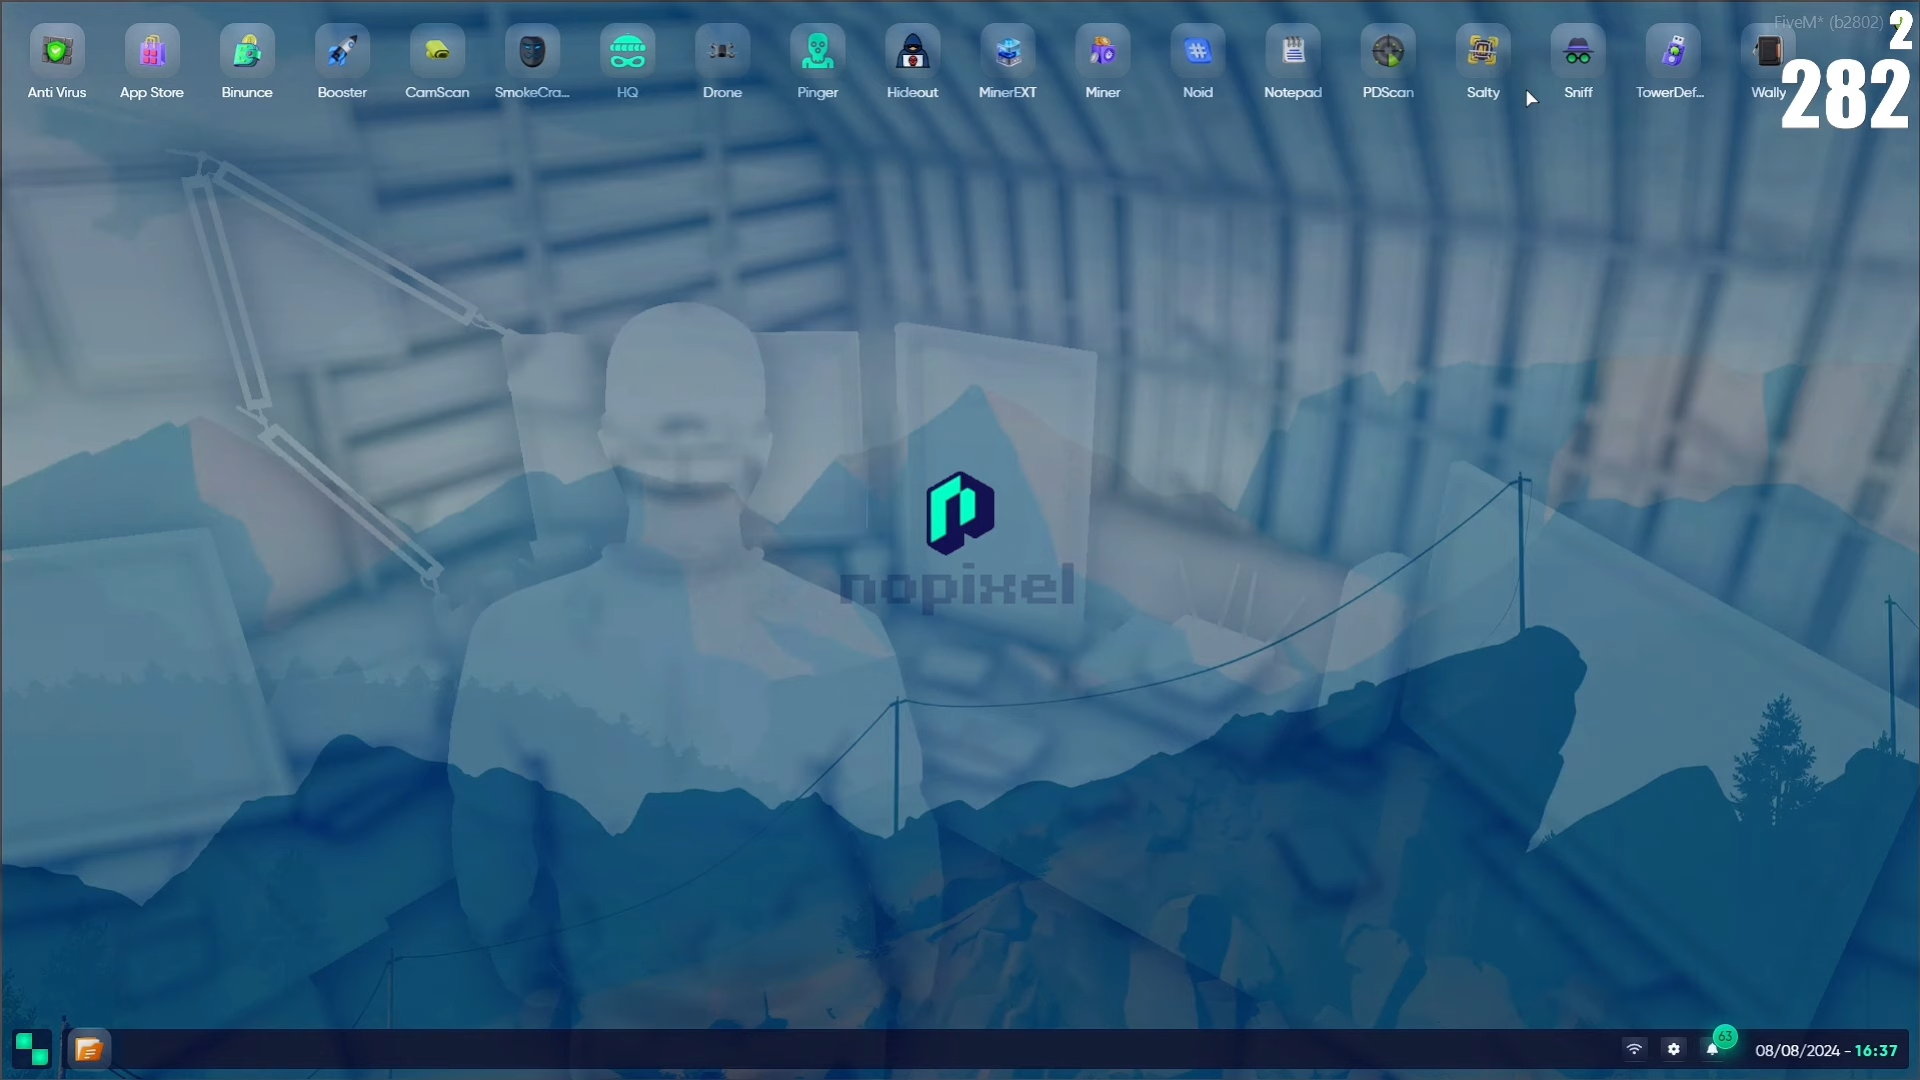 FiveM* (b2802)
2
282
Anti Virus
App Store
Binunce
Booster
CamScan
SmokeCra...
HQ
Drone
Pinger
Hideout
MinerEXT
Miner
Noid
Notepad
PDScan
Salty
Sniff
TowerDef...
Wally
AI
nopixel
63
08/08/2024 - 16:37